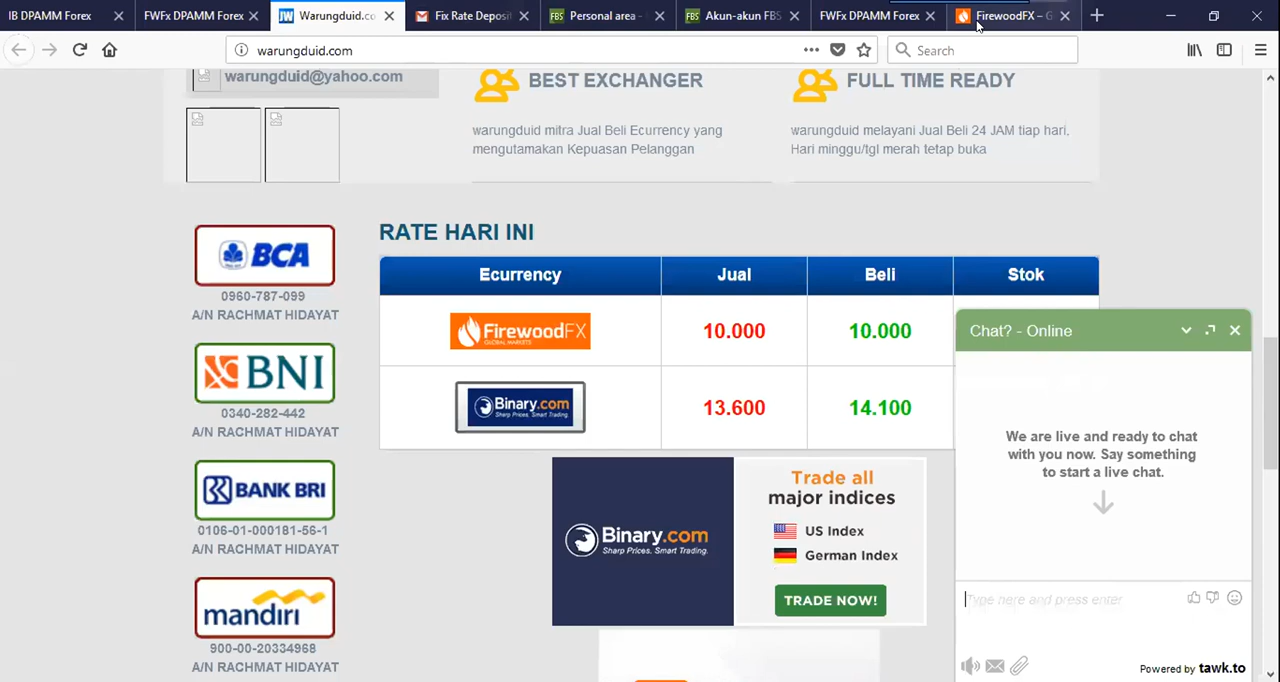 IB DPAMM Forex
FWFx DPAMM Forex
JW Warungduid.co
Fix Rate Deposi
FBS Personal area -
FBS Akun-akun FBS
FWFx DPAMM Forex
FirewoodFX – G
warungduid.com
Search
warungduid@yahoo.com
BEST EXCHANGER
FULL TIME READY
warungduid mitra Jual Beli Ecurrency yang
mengutamakan Kepuasan Pelanggan
warungduid melayani Jual Beli 24 JAM tiap hari.
Hari minggu/tgl merah tetap buka
BCA
0960-787-099
A/N RACHMAT HIDAYAT
BNI
0340-282-442
A/N RACHMAT HIDAYAT
BANK BRI
0106-01-000181-56-1
A/N RACHMAT HIDAYAT
mandiri
900-00-20334968
A/N RACHMAT HIDAYAT
RATE HARI INI
Ecurrency Jual Beli Stok
FirewoodFX
GLOBAL MARKETS
10.000 10.000
Binary.com
Sharp Prices. Smart Trading.
13.600 14.100
Binary.com
Sharp Prices. Smart Trading.
Trade all
major indices
US Index
German Index
TRADE NOW!
Chat? - Online
We are live and ready to chat
with you now. Say something
to start a live chat.
Type here and press enter
Powered by tawk.to